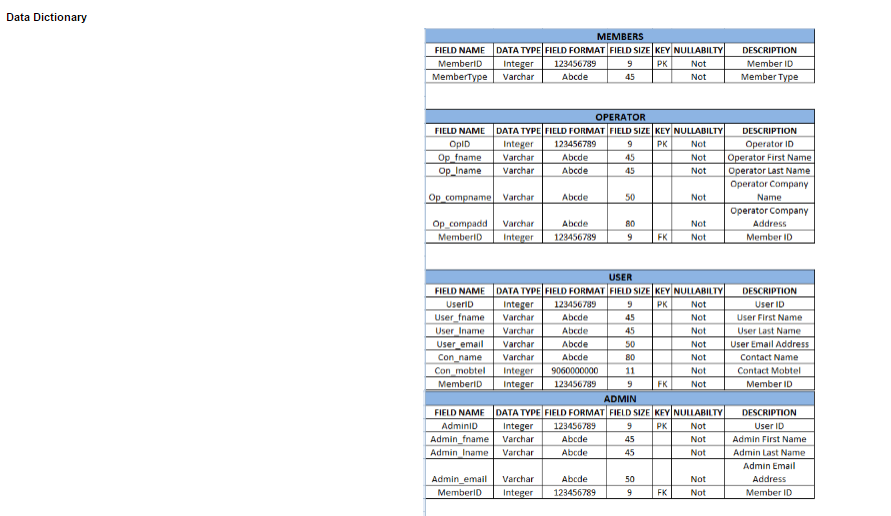 Data Dictionary
MEMBERS
FIELD NAME DATA TYPE FIELD FORMAT FIELD SIZE KEY NULLABILTY DESCRIPTION
MemberID Integer 123456789 9 PK Not Member ID
MemberType Varchar Abcde 45 Not Member Type
OPERATOR
FIELD NAME DATA TYPE FIELD FORMAT FIELD SIZE KEY NULLABILTY DESCRIPTION
OpID Integer 123456789 9 PK Not Operator ID
Op_fname Varchar Abcde 45 Not Operator First Name
Op_lname Varchar Abcde 45 Not Operator Last Name
Operator Company
Op_compname Varchar Abcde 50 Not Name
Operator Company
Op_compadd Varchar Abcde 80 Not Address
MemberID Integer 123456789 9 FK Not Member ID
USER
FIELD NAME DATA TYPE FIELD FORMAT FIELD SIZE KEY NULLABILTY DESCRIPTION
UserID Integer 123456789 9 PK Not User ID
User_fname Varchar Abcde 45 Not User First Name
User_lname Varchar Abcde 45 Not User Last Name
User_email Varchar Abcde 50 Not User Email Address
Con_name Varchar Abcde 80 Not Contact Name
Con_mobtel Integer 9060000000 11 Not Contact Mobtel
MemberID Integer 123456789 9 FK Not Member ID
ADMIN
FIELD NAME DATA TYPE FIELD FORMAT FIELD SIZE KEY NULLABILTY DESCRIPTION
AdminID Integer 123456789 9 PK Not User ID
Admin_fname Varchar Abcde 45 Not Admin First Name
Admin_lname Varchar Abcde 45 Not Admin Last Name
Admin Email
Admin_email Varchar Abcde 50 Not Address
MemberID Integer 123456789 9 FK Not Member ID